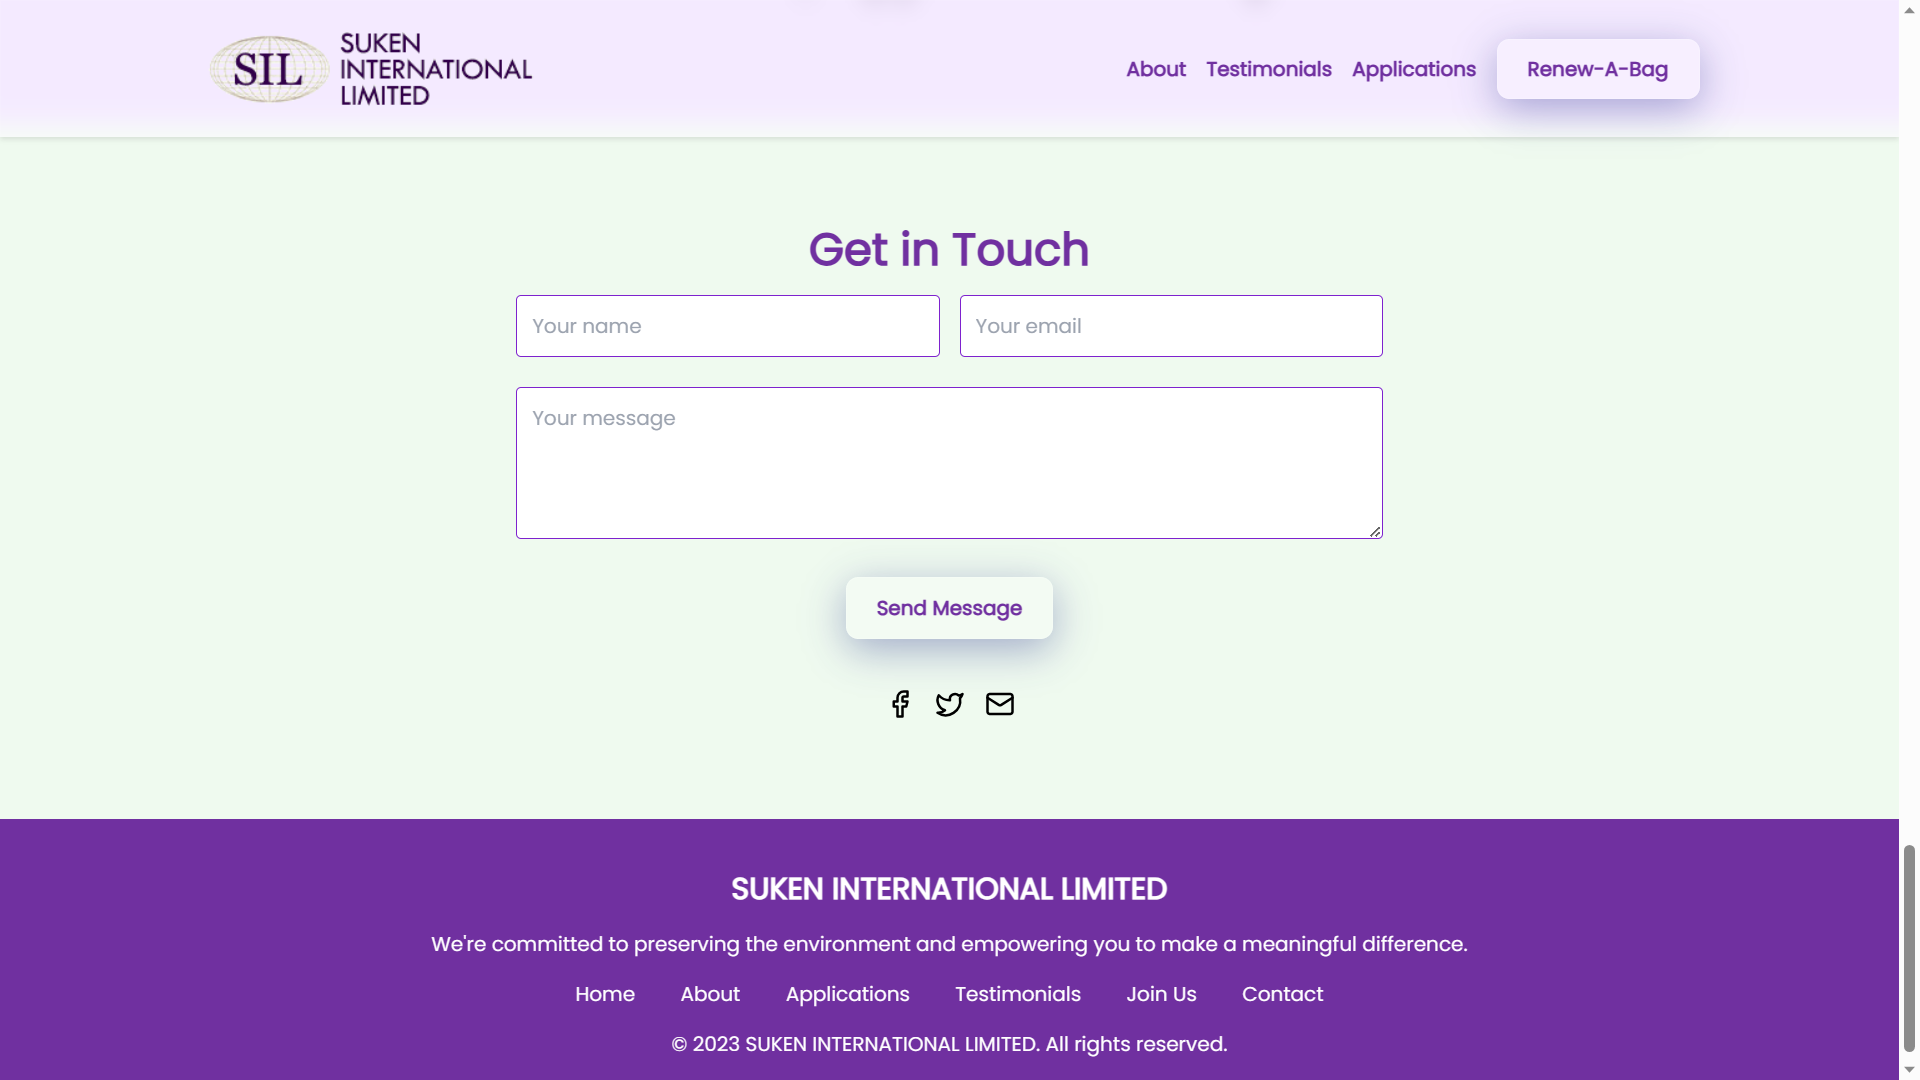 SIL
SUKEN
INTERNATIONAL
LIMITED
About Testimonials Applications Renew-A-Bag
Get in Touch
Your name Your email
Your message
Send Message
SUKEN INTERNATIONAL LIMITED
We're committed to preserving the environment and empowering you to make a meaningful difference.
Home About Applications Testimonials Join Us Contact
© 2023 SUKEN INTERNATIONAL LIMITED. All rights reserved.